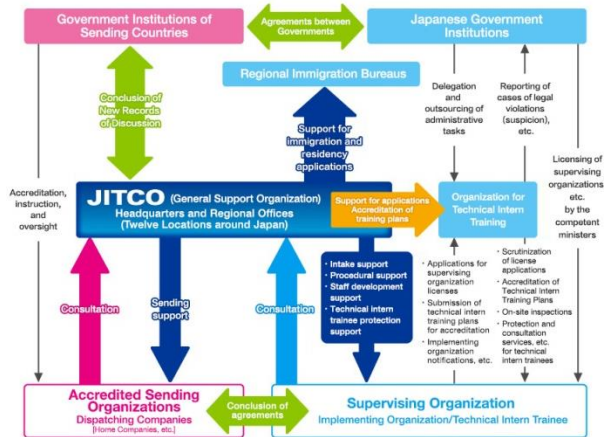 Government Institutions of
Sending Countries
Agreements between
Governments
Japanese Government
Institutions
Regional Immigration Bureaus
Conclusion of
New Records
of Discussion
Support for
immigration and
residency
applications
Delegation
and
outsourcing of
administrative
tasks
Reporting of
cases of legal
violations
(suspicion),
etc.
Accreditation,
instruction,
and
oversight
Licensing of
supervising
organizations
etc.
by the
competent
ministers
JITCO (General Support Organization)
Headquarters and Regional Offices
(Twelve Locations around Japan)
Support for applications
Accreditation of
training plans
Organization for
Technical Intern
Training
Consultation
Sending
support
Consultation
・Intake support
・Procedural support
・Staff development
support
・Technical intern
trainee protection
support
・Applications for
supervising
organization
licenses
・Submission of
technical intern
training plans for
accreditation
・Implementing
organization
notifications, etc.
・Scrutinization of
license applications
・Accreditation of
Technical Intern
Training Plans
・On-site inspections
・Protection and
consultation
services, etc.
for technical
intern trainees
Accredited Sending
Organizations
Dispatching Companies
[Home Companies, etc.]
Conclusion of
agreements
Supervising Organization
Implementing Organization/Technical Intern Trainee